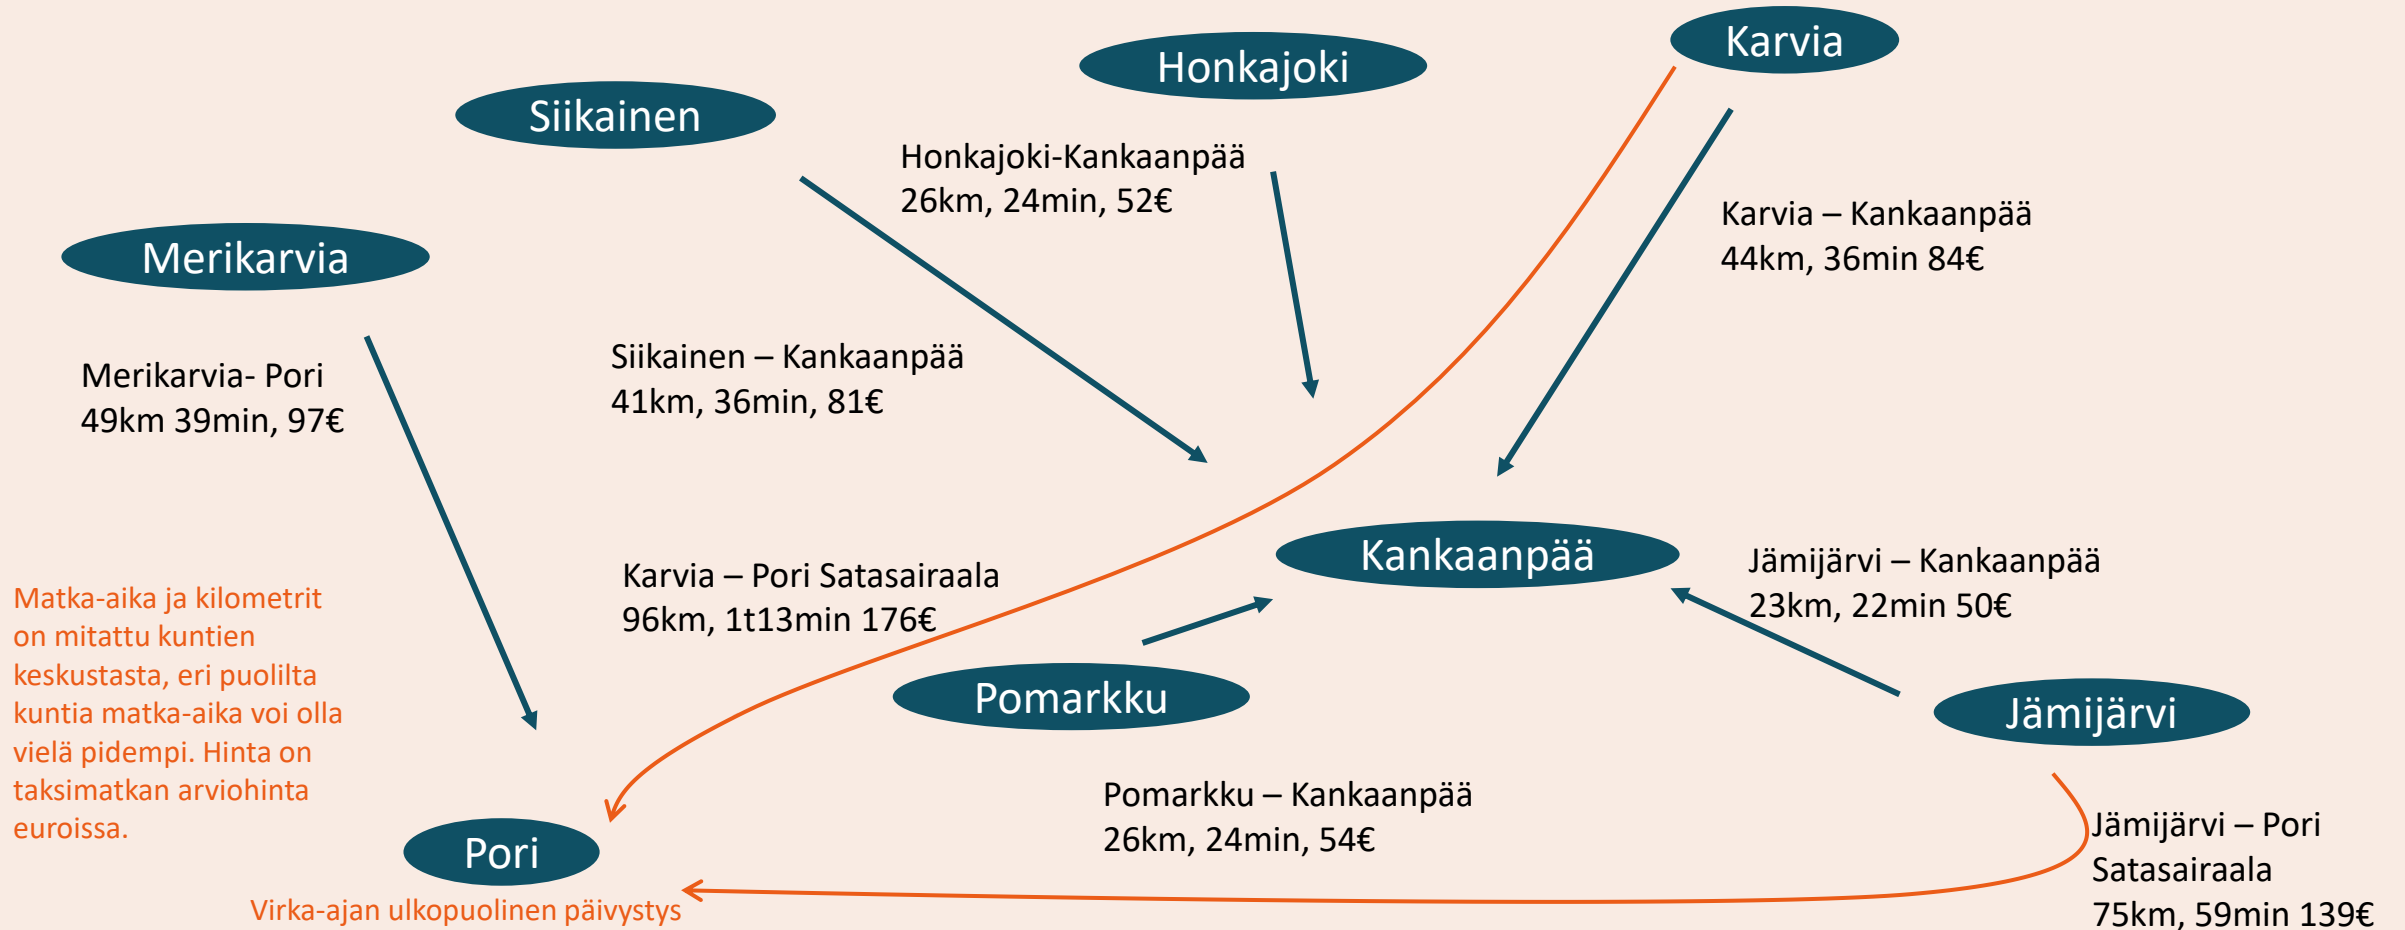 Karvia
Honkajoki
Siikainen
Honkajoki-Kankaanpää
26km, 24min, 52€
Karvia – Kankaanpää
44km, 36min 84€
Merikarvia
Siikainen – Kankaanpää
41km, 36min, 81€
Merikarvia- Pori
49km 39min, 97€
Kankaanpää
Jämijärvi – Kankaanpää
23km, 22min 50€
Karvia – Pori Satasairaala
96km, 1t13min 176€
Matka-aika ja kilometrit
on mitattu kuntien
keskustasta, eri puolilta
kuntia matka-aika voi olla
vielä pidempi. Hinta on
taksimatkan arviohinta
euroissa.
Pomarkku
Jämijärvi
Pomarkku – Kankaanpää
26km, 24min, 54€
Jämijärvi – Pori
Satasairaala
75km, 59min 139€
Pori
Virka-ajan ulkopuolinen päivystys